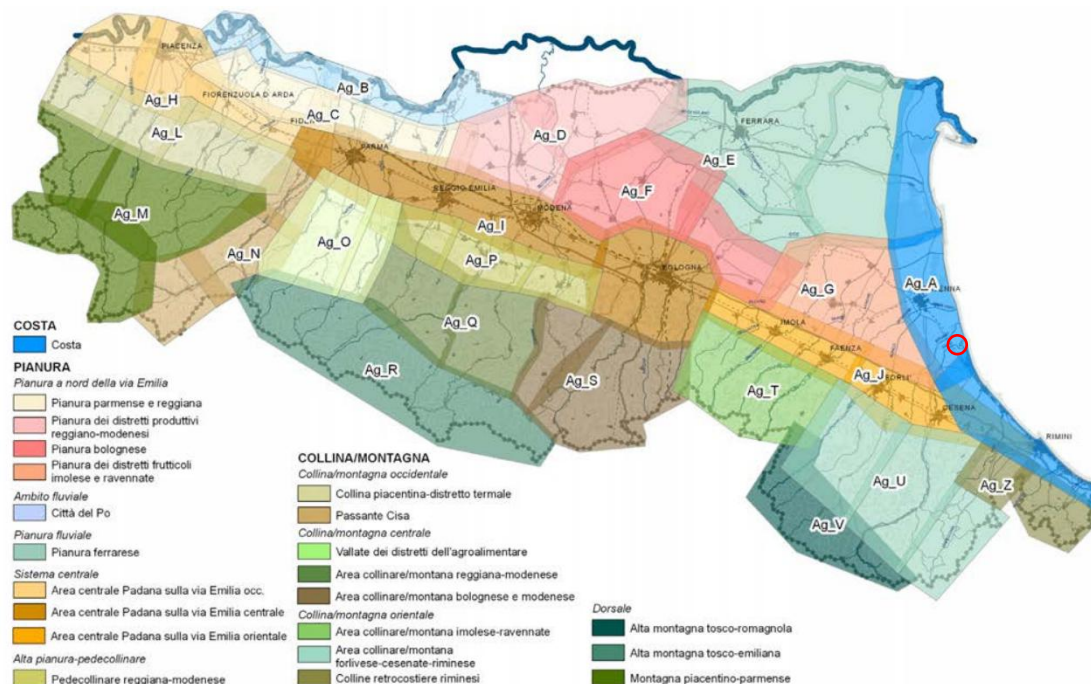 PIACENZA
Ag_B
Ag_H
FIORENZUOLA D'ARDA
Ag_C
Ag_L
Ag_D
FERRARA
PARMA
Ag_E
REGGIO EMILIA
Ag_F
Ag_M
MODENA
Ag_I
Ag_N
Ag_O
Ag_P
BOLOGNA
Ag_G
Ag_A
IMOLA
Ag_Q
FAENZA
Ag_R
Ag_S
Ag_T
Ag_J
FORLI'
CESENA
RIMINI
Ag_U
Ag_Z
Ag_V
COSTA
Costa
PIANURA
Pianura a nord della via Emilia
Pianura parmense e reggiana
Pianura dei distretti produttivi
reggiano-modenesi
Pianura bolognese
Pianura dei distretti frutticoli
imolese e ravennate
Ambito fluviale
Città del Po
Pianura fluviale
Pianura ferrarese
Sistema centrale
Area centrale Padana sulla via Emilia occ.
Area centrale Padana sulla via Emilia centrale
Area centrale Padana sulla via Emilia orientale
Alta pianura-pedecollinare
Pedecollinare reggiana-modenese
COLLINA/MONTAGNA
Collina/montagna occidentale
Collina piacentina-distretto termale
Passante Cisa
Collina/montagna centrale
Vallate dei distretti dell'agroalimentare
Area collinare/montana reggiana-modenese
Area collinare/montana bolognese e modenese
Collina/montagna orientale
Area collinare/montana imolese-ravennate
Area collinare/montana
forlivese-cesenate-riminese
Colline retrocostiere riminesi
Dorsale
Alta montagna tosco-romagnola
Alta montagna tosco-emiliana
Montagna piacentino-parmense